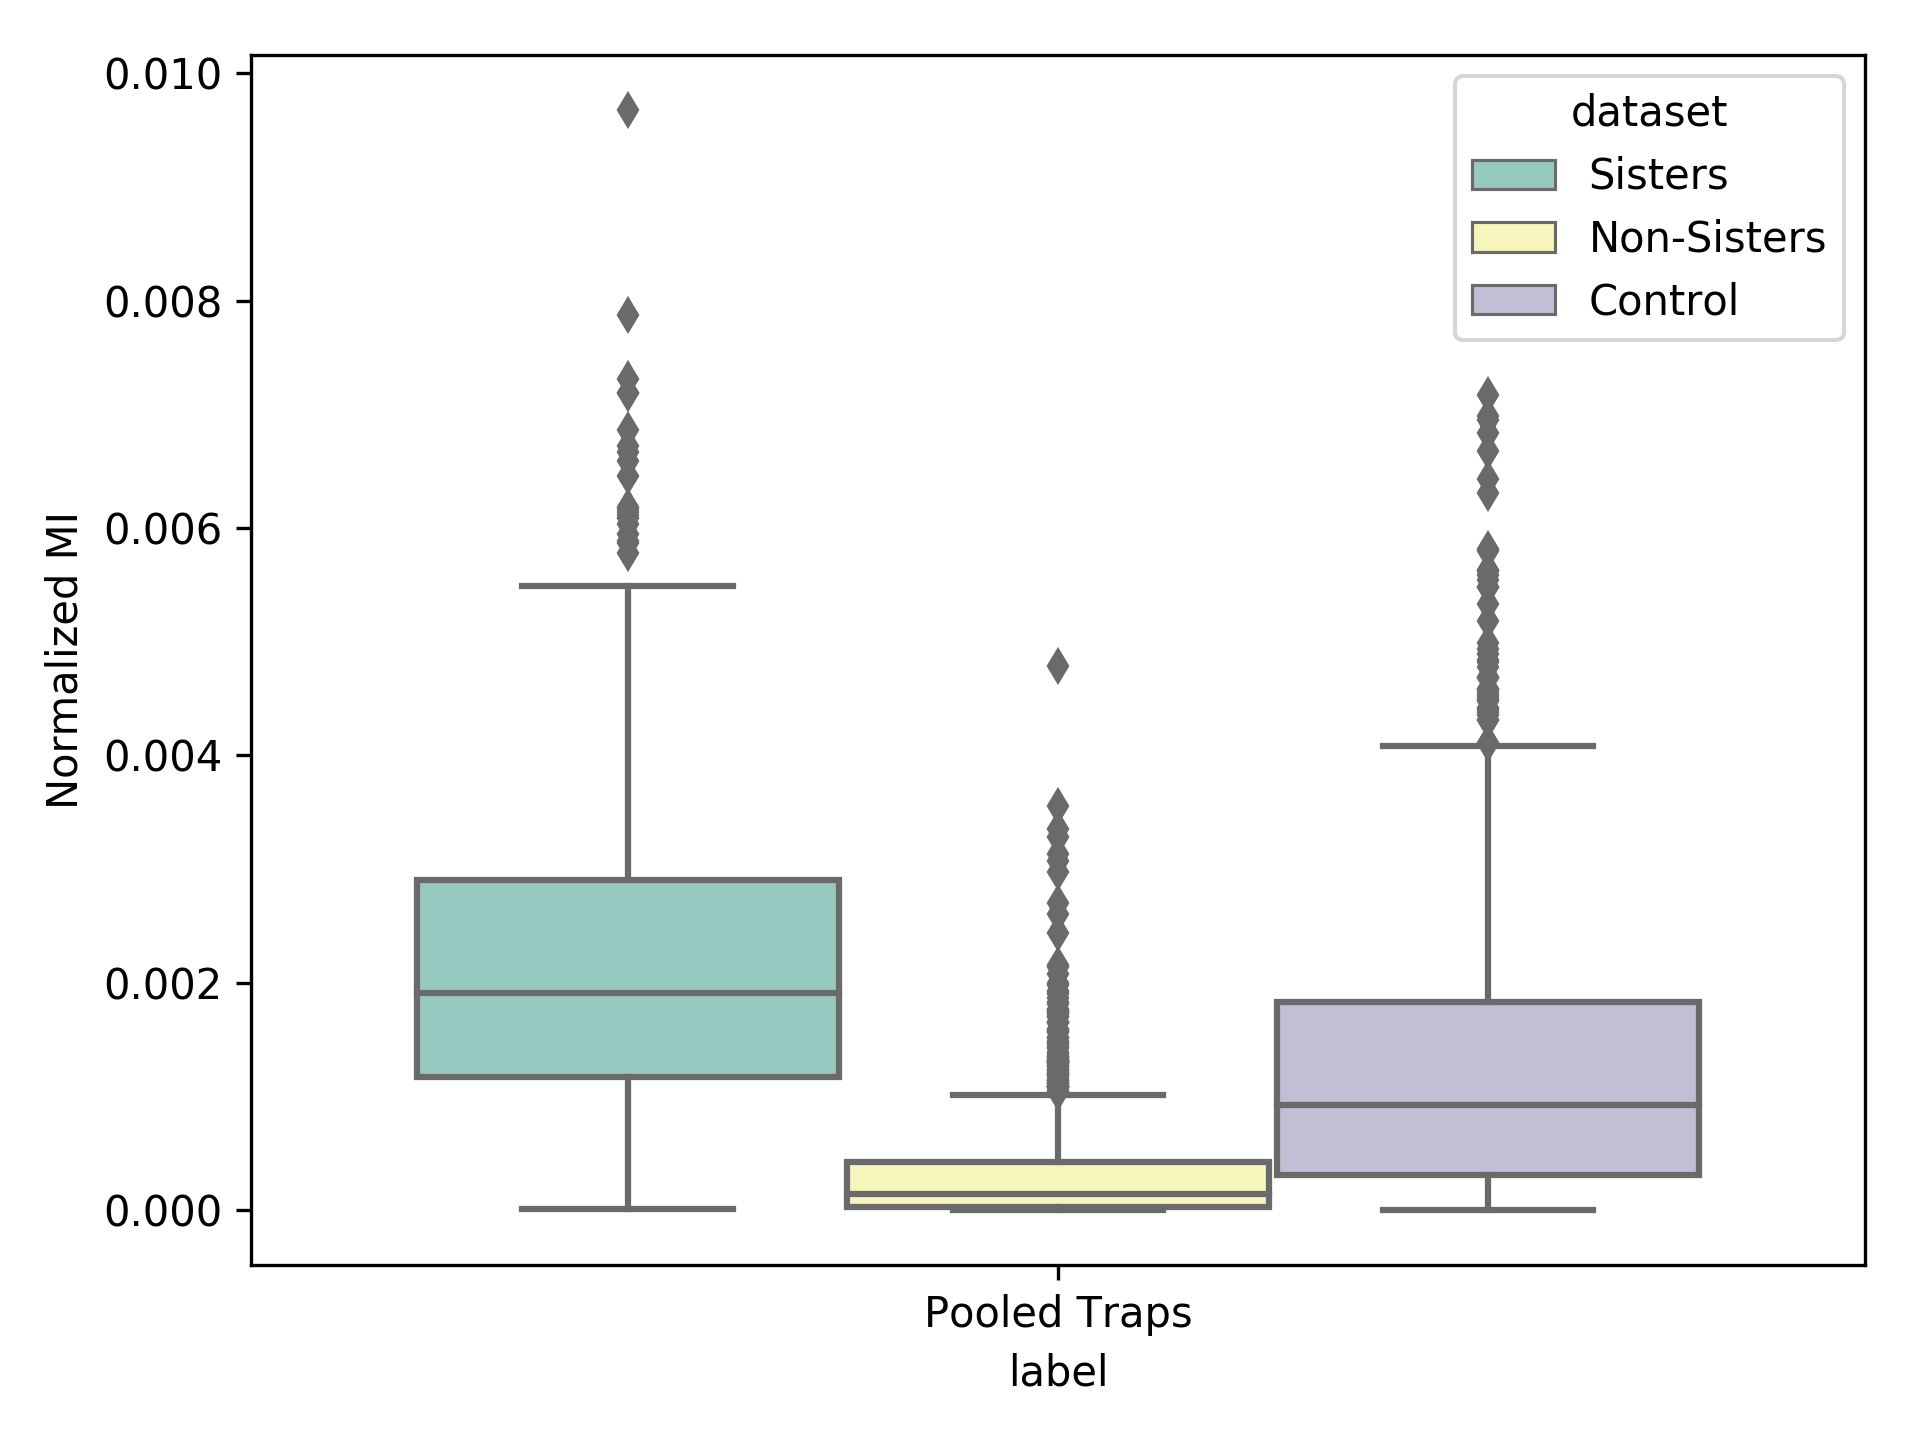 0.010
0.008
0.006
0.004
0.002
0.000
Normalized MI
dataset
Sisters
Non-Sisters
Control
Pooled Traps
label